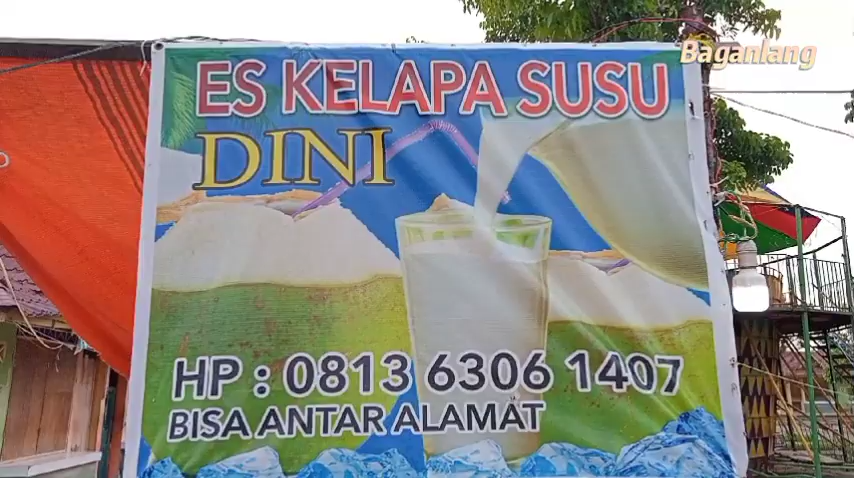 Baganlang
ES KELAPA SUSU
DINI
HP : 0813 6306 1407
BISA ANTAR ALAMAT